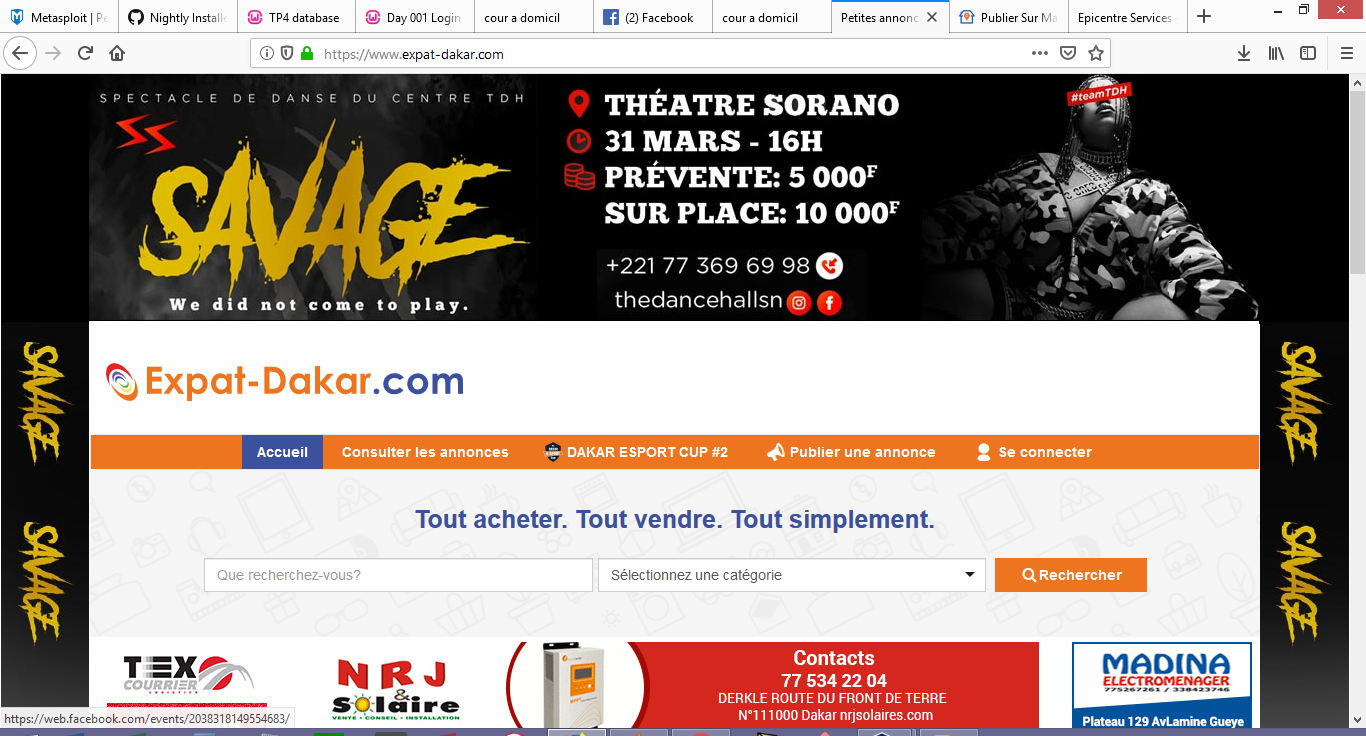 Metasploit | Pe
Nightly Installe
TP4 database
Day 001 Login
cour a domicil
(2) Facebook
cour a domicil
Petites annonc
Publier Sur Ma
Epicentre Services
https://www.expat-dakar.com
SPECTACLE DE DANSE DU CENTRE TDH
SAVAGE
We did not come to play.
THÉATRE SORANO
31 MARS - 16H
PRÉVENTE: 5 000F
SUR PLACE: 10 000F
+221 77 369 69 98
thedancehallsn
#teamTDH
SAVAGE
SAVAGE
SAVAGE
SAVAGE
Expat-Dakar.com
Accueil
Consulter les annonces
DAKAR ESPORT CUP #2
Publier une annonce
Se connecter
Tout acheter. Tout vendre. Tout simplement.
Que recherchez-vous?
Sélectionnez une catégorie
Rechercher
TEX
COURRIER
LOGISTICS
NRJ
& Solaire
VENTE • CONSEIL • INSTALLATION
Contacts
77 534 22 04
DERKLE ROUTE DU FRONT DE TERRE
N°111000 Dakar nrjsolaires.com
MADINA
ELECTROMENAGER
775267261 / 338423746
Plateau 129 AvLamine Gueye
https://web.facebook.com/events/2038318149554683/